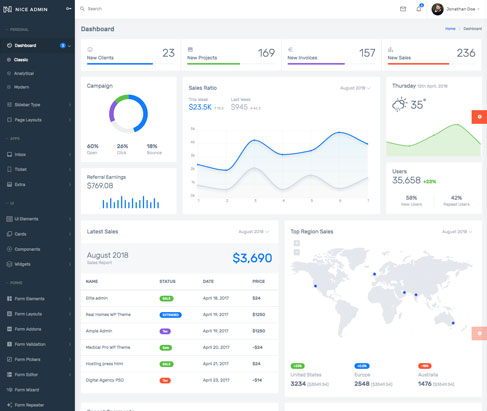 NICE ADMIN
Search
Jonathan Doe
PERSONAL
Dashboard
Classic
Analytical
Modern
Sidebar Type
Page Layouts
APPS
Inbox
Ticket
Extra
UI
UI Elements
Cards
Components
Widgets
FORM
Form Elements
Form Layouts
Form Addons
Form Validation
Form Pickers
Form Editor
Form Wizard
Form Repeater
Dashboard
Home
Dashboard
New Clients
23
New Projects
169
New Invoices
157
New Sales
236
Campaign
60%
Open
26%
Click
18%
Bounce
Referral Earnings
$769.08
Sales Ratio
August 2018
This week
$23.5K
Last Week
$945
1 2 3 4 5 6 7
Thursday 12th April, 2018
35°
Users
35,658 +23%
58%
New Users
42%
Repeat Users
Latest Sales
August 2018
August 2018
Sales Report
$3,690
NAME STATUS DATE PRICE
Elite admin SALE April 18, 2017 $24
Real Homes WP Theme EXTENDED April 19, 2017 $1250
Ample Admin Tax April 19, 2017 $1250
Medical Pro WP Theme April 20, 2017 -$24
Hosting press html SALE April 21, 2017 $24
Digital Agency PSD Tax April 23, 2017 -$14
Top Region Sales
August 2018
United States
3234
Europe
2548
Australia
1476